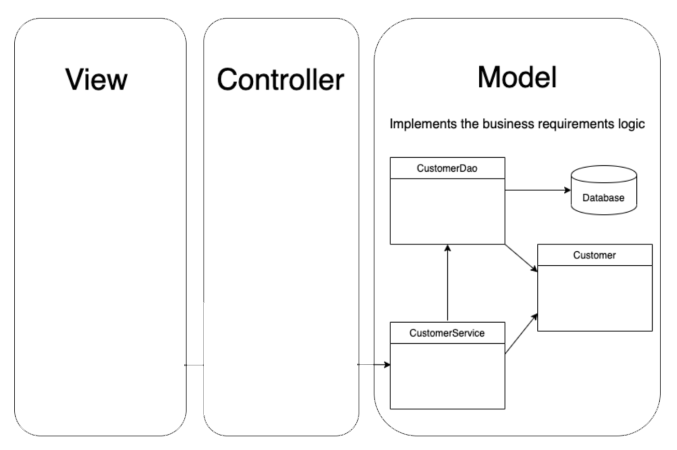 View
Controller
Model
Implements the business requirements logic
CustomerDao
Database
Customer
CustomerService